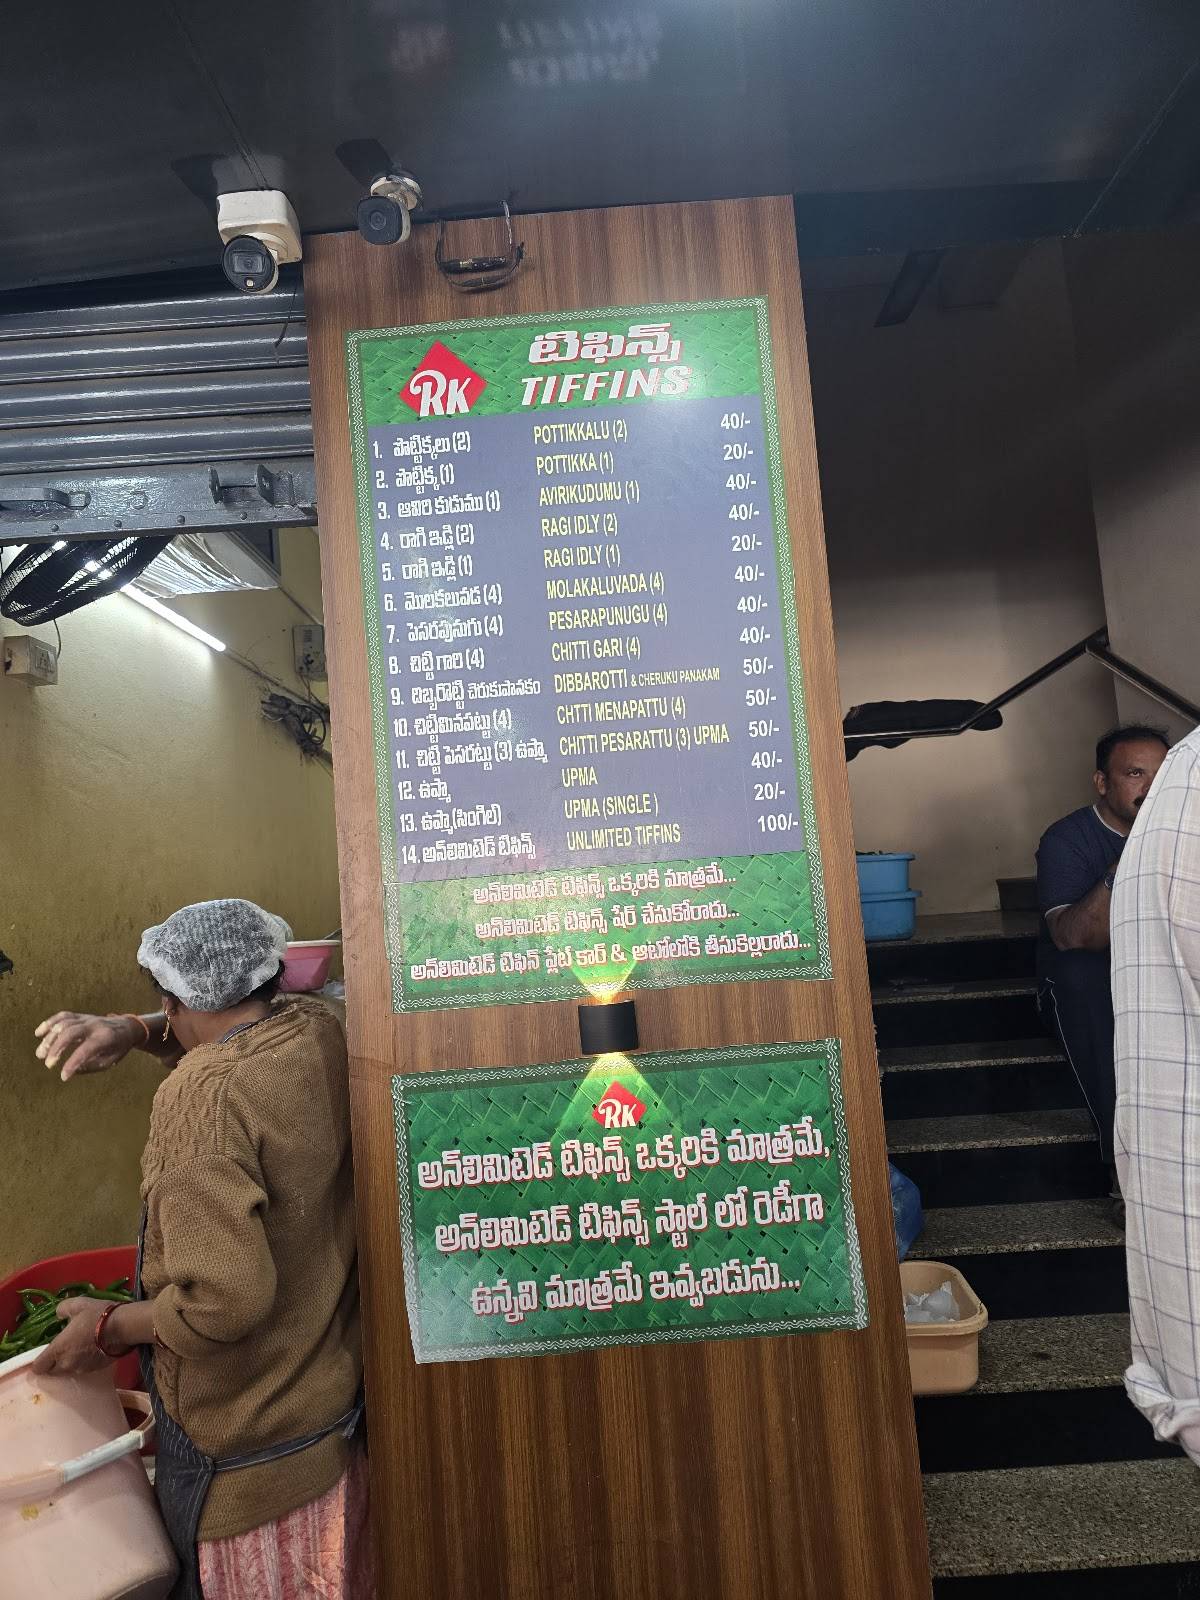 RK
టిఫిన్స్
TIFFINS
1. పొట్టిక్కలు (2) POTTIKKALU (2) 40/-
2. పొట్టిక్క (1) POTTIKKA (1) 20/-
3. ఆవిరి కుడుము (1) AVIRIKUDUMU (1) 40/-
4. రాగి ఇడ్లి (2) RAGI IDLY (2) 40/-
5. రాగి ఇడ్లి (1) RAGI IDLY (1) 20/-
6. మొలకలువడ (4) MOLAKALUVADA (4) 40/-
7. పెసరపునుగు (4) PESARAPUNUGU (4) 40/-
8. చిట్టి గారి (4) CHITTI GARI (4) 40/-
9. దిబ్బరొట్టి చెరుకుపానకం DIBBAROTTI & CHERUKU PANAKAM 50/-
10. చిట్టిమినపట్టు (4) CHTTI MENAPATTU (4) 50/-
11. చిట్టి పెసరట్టు (3) ఉప్మా CHITTI PESARATTU (3) UPMA 50/-
12. ఉప్మా UPMA 40/-
13. ఉప్మా(సింగిల్) UPMA (SINGLE ) 20/-
14. అన్‌లిమిటెడ్ టిఫిన్స్ UNLIMITED TIFFINS 100/-
అన్‌లిమిటెడ్ టిఫిన్స్ ఒక్కరికి మాత్రమే...
అన్‌లిమిటెడ్ టిఫిన్స్ షేర్ చేసుకోరాదు...
అన్‌లిమిటెడ్ టిఫిన్ ప్లేట్ కార్ & ఆటోలోకి తీసుకెల్లరాదు...
RK
అన్‌లిమిటెడ్ టిఫిన్స్ ఒక్కరికి మాత్రమే,
అన్‌లిమిటెడ్ టిఫిన్స్ స్టాల్ లో రెడీగా
ఉన్నవి మాత్రమే ఇవ్వబడును...